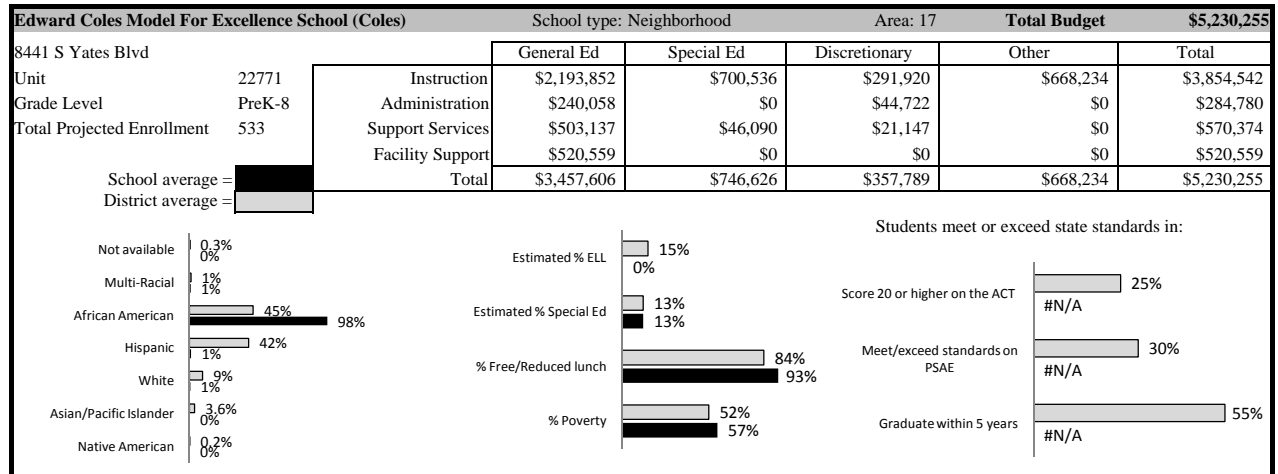 Edward Coles Model For Excellence School (Coles) School type: Neighborhood Area: 17 Total Budget $5,230,255
8441 S Yates Blvd General Ed Special Ed Discretionary Other Total
Unit 22771 Instruction $2,193,852 $700,536 $291,920 $668,234 $3,854,542
Grade Level PreK-8 Administration $240,058 $0 $44,722 $0 $284,780
Total Projected Enrollment 533 Support Services $503,137 $46,090 $21,147 $0 $570,374
Facility Support $520,559 $0 $0 $0 $520,559
School average = Total $3,457,606 $746,626 $357,789 $668,234 $5,230,255
District average =
Not available 0.3%
0%
Multi-Racial 1%
1%
African American 45%
98%
Hispanic 42%
1%
White 9%
1%
Asian/Pacific Islander 3.6%
0%
Native American 0.2%
0%
Estimated % ELL 15%
0%
Estimated % Special Ed 13%
13%
% Free/Reduced lunch 84%
93%
% Poverty 52%
57%
Students meet or exceed state standards in:
Score 20 or higher on the ACT 25%
#N/A
Meet/exceed standards on
PSAE
30%
#N/A
Graduate within 5 years 55%
#N/A